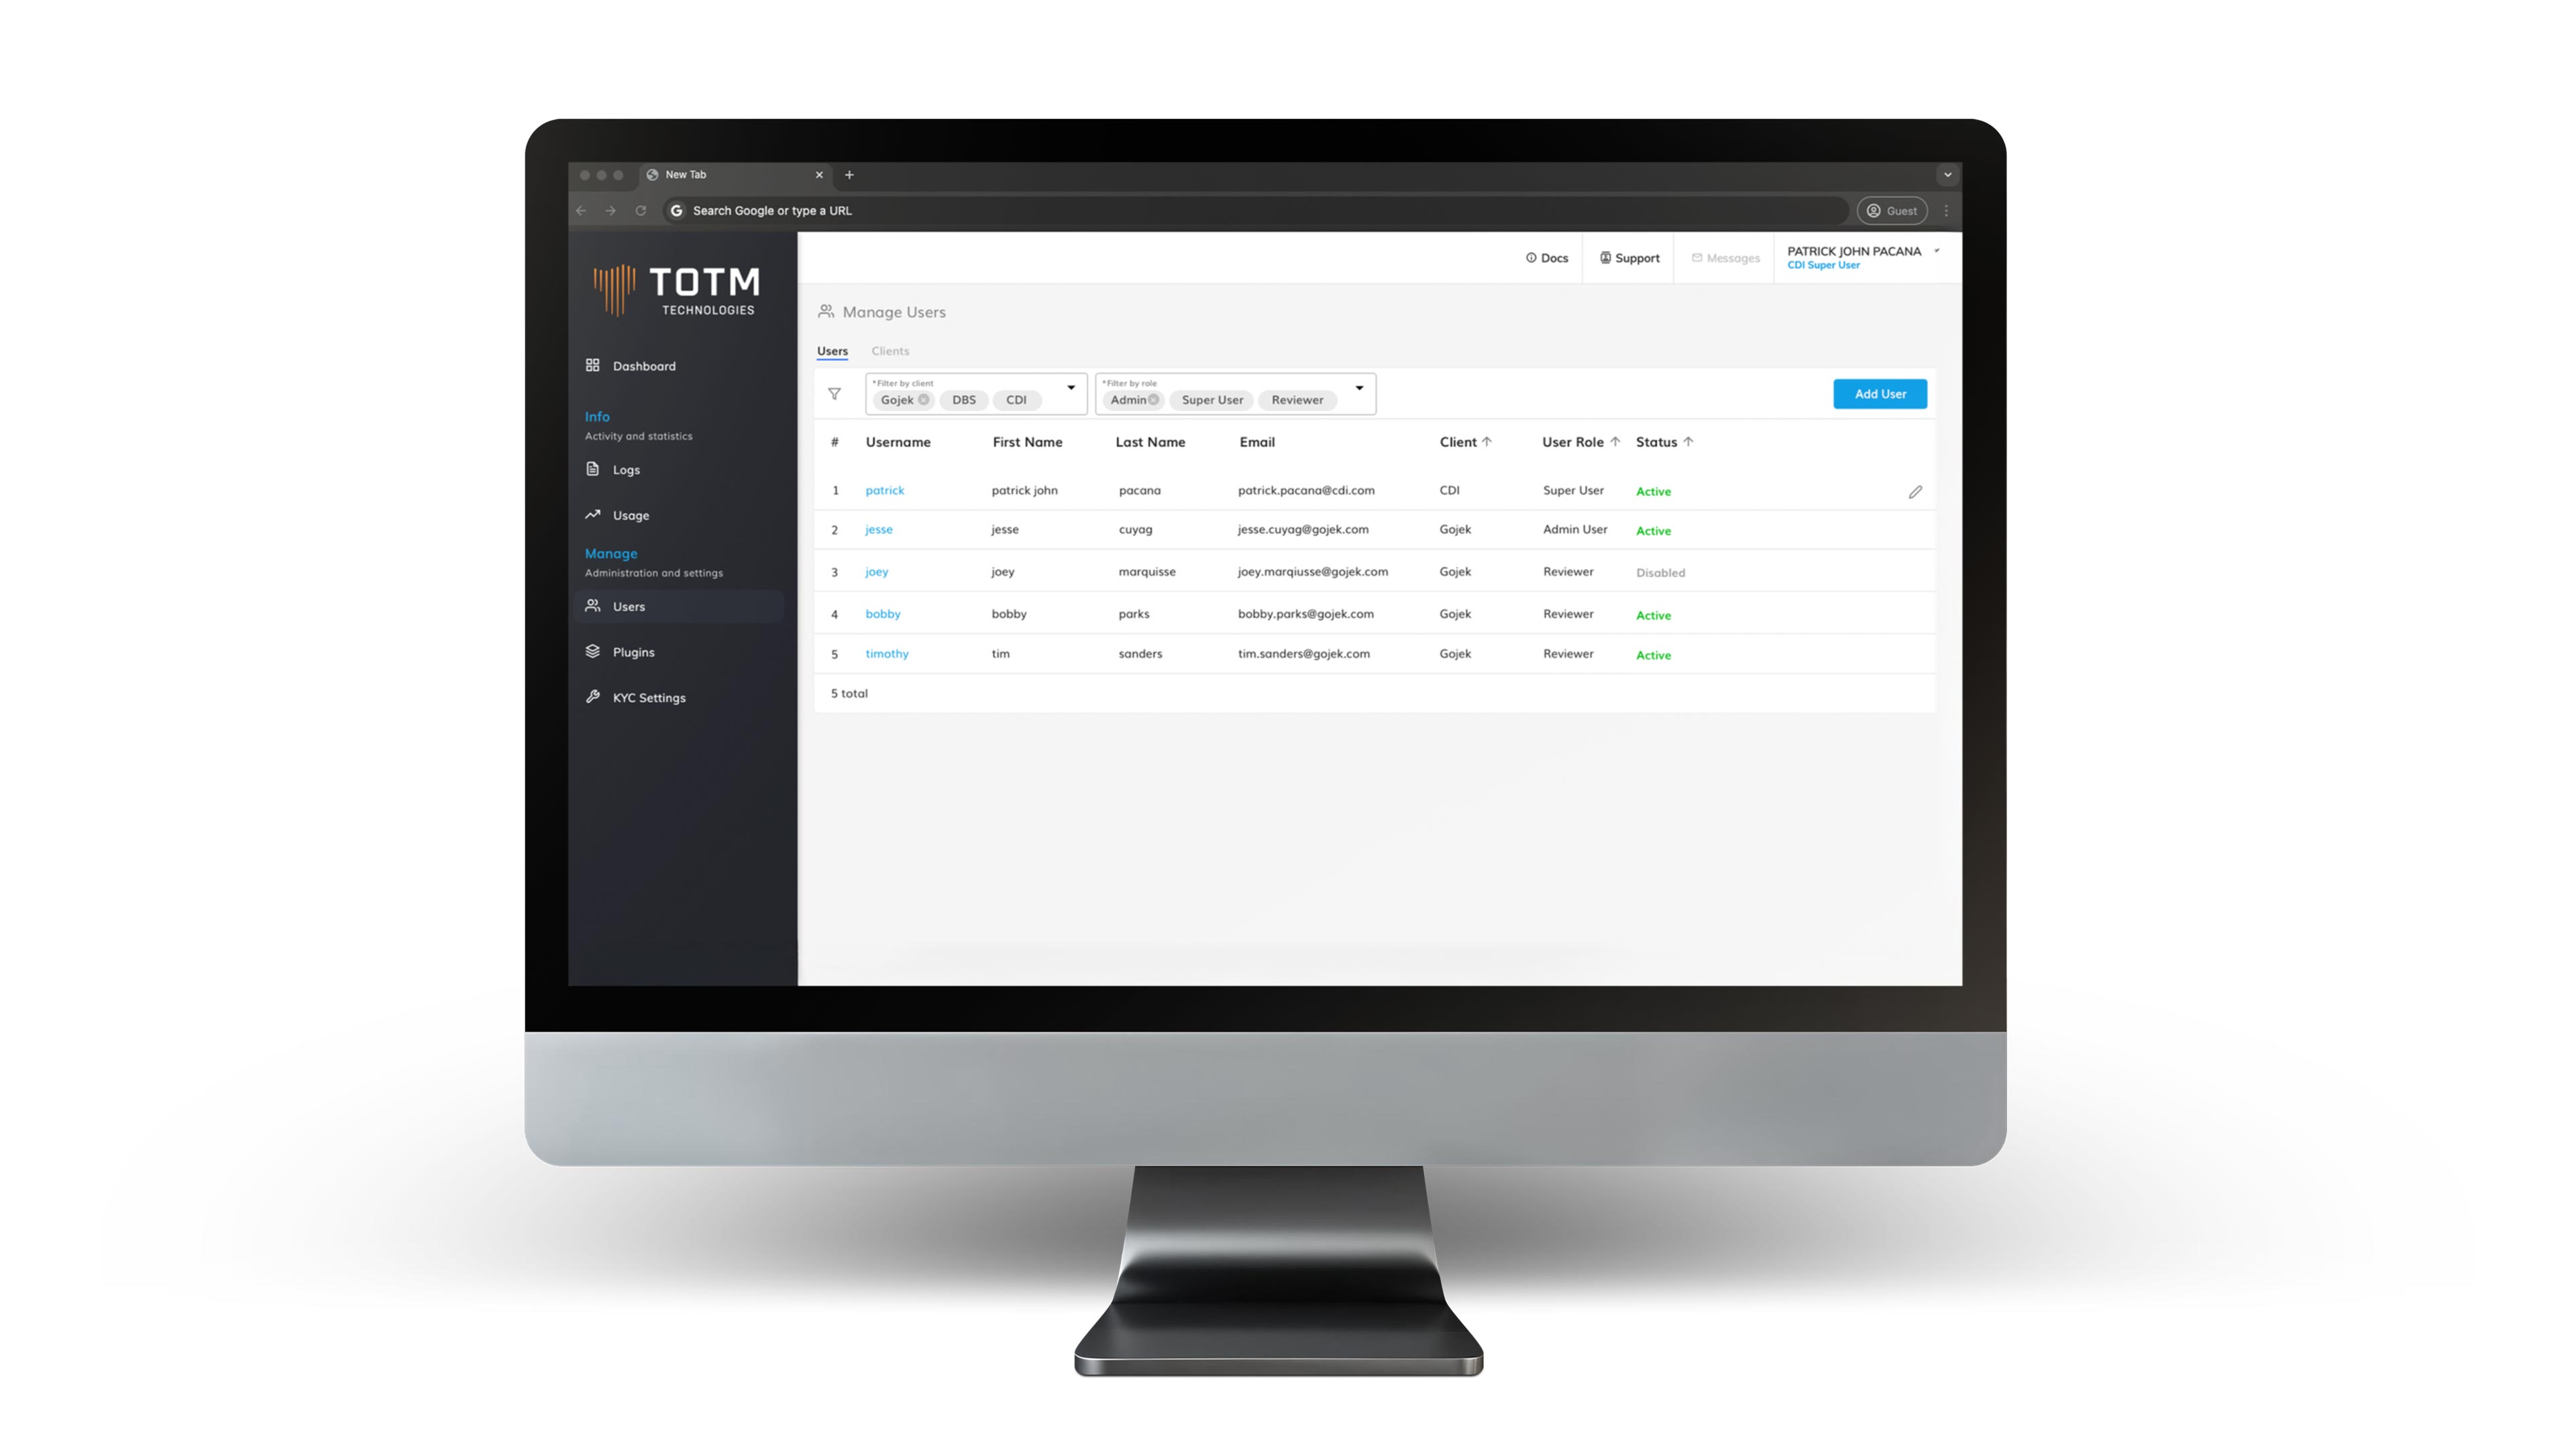 New Tab
Search Google or type a URL
Guest
TOTM
TECHNOLOGIES
Dashboard
Info
Activity and statistics
Logs
Usage
Manage
Administration and settings
Users
Plugins
KYC Settings
Docs
Support
Messages
PATRICK JOHN PACANA
CDI Super User
Manage Users
Users Clients
*Filter by client
Gojek DBS CDI
*Filter by role
Admin Super User Reviewer
Add User
# Username First Name Last Name Email Client User Role Status
1 patrick patrick john pacana patrick.pacana@cdi.com CDI Super User Active
2 jesse jesse cuyag jesse.cuyag@gojek.com Gojek Admin User Active
3 joey joey marquisse joey.marqiusse@gojek.com Gojek Reviewer Disabled
4 bobby bobby parks bobby.parks@gojek.com Gojek Reviewer Active
5 timothy tim sanders tim.sanders@gojek.com Gojek Reviewer Active
5 total